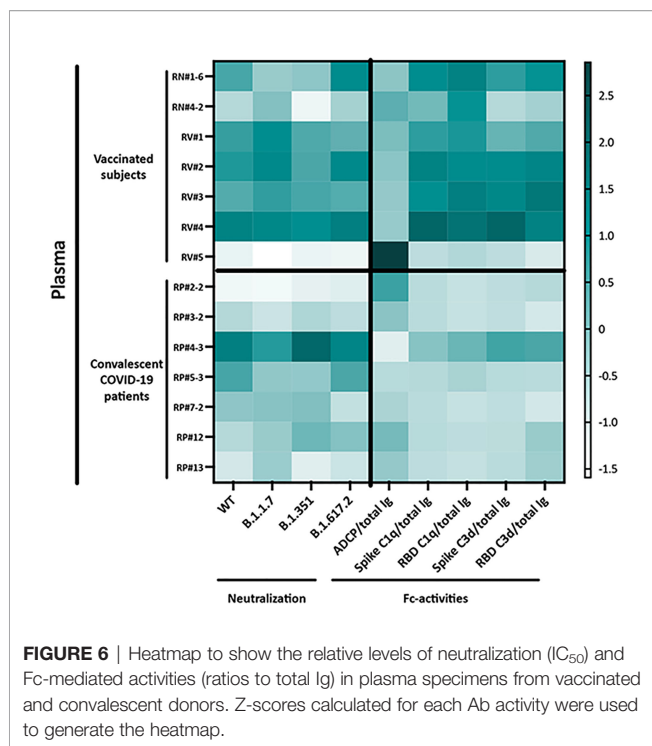 Plasma
Vaccinated
subjects
Convalescent
COVID-19
patients
RN#1-6
RN#4-2
RV#1
RV#2
RV#3
RV#4
RV#5
RP#2-2
RP#3-2
RP#4-3
RP#5-3
RP#7-2
RP#12
RP#13
2.5
2.0
1.5
1.0
0.5
0
-0.5
-1.0
-1.5
WT
B.1.1.7
B.1.351
B.1.617.2
ADCP/total Ig
Spike C1q/total Ig
RBD C1q/total Ig
Spike C3d/total Ig
RBD C3d/total Ig
Neutralization
Fc-activities
FIGURE 6 | Heatmap to show the relative levels of neutralization (IC50) and
Fc-mediated activities (ratios to total Ig) in plasma specimens from vaccinated
and convalescent donors. Z-scores calculated for each Ab activity were used
to generate the heatmap.